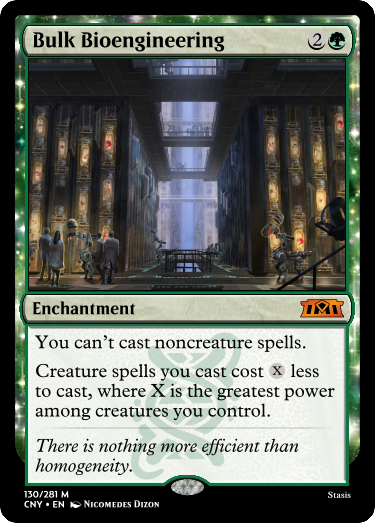 Bulk Bioengineering 2
Enchantment
You can't cast noncreature spells.
Creature spells you cast cost X less
to cast, where X is the greatest power
among creatures you control.
There is nothing more efficient than
homogeneity.
130/281 M
Stasis
CNY • EN Nicomedes Dizon